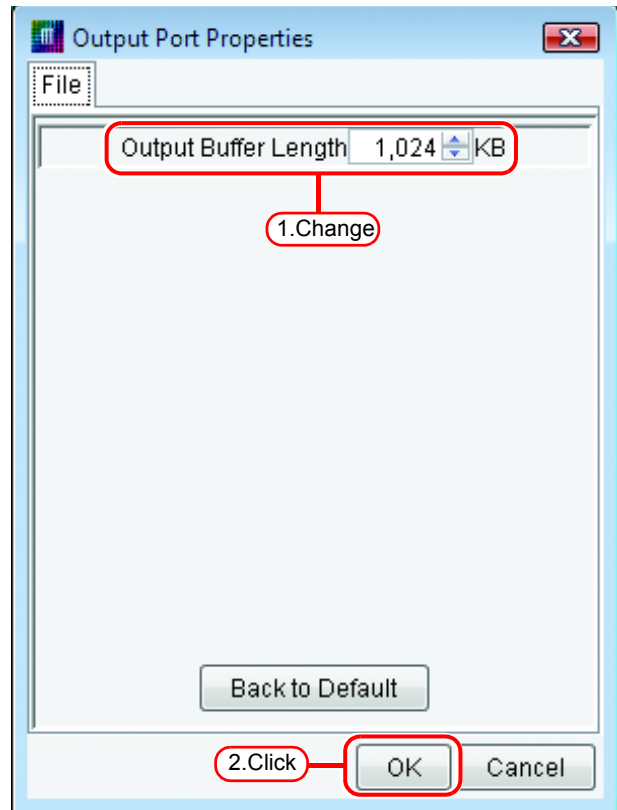 Output Port Properties
File
Output Buffer Length 1,024 KB
1.Change
Back to Default
2.Click OK Cancel